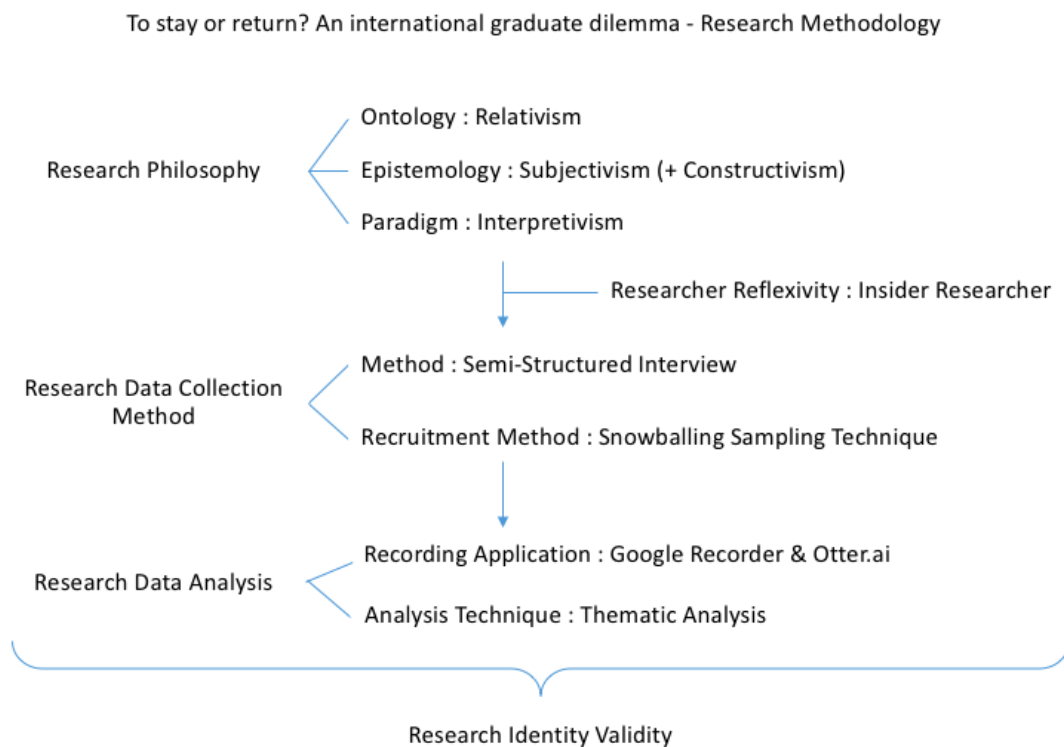 To stay or return? An international graduate dilemma - Research Methodology
Ontology : Relativism
Research Philosophy
Epistemology : Subjectivism (+ Constructivism)
Paradigm : Interpretivism
Researcher Reflexivity : Insider Researcher
Method : Semi-Structured Interview
Research Data Collection
Method
Recruitment Method : Snowballing Sampling Technique
Recording Application : Google Recorder & Otter.ai
Research Data Analysis
Analysis Technique : Thematic Analysis
Research Identity Validity